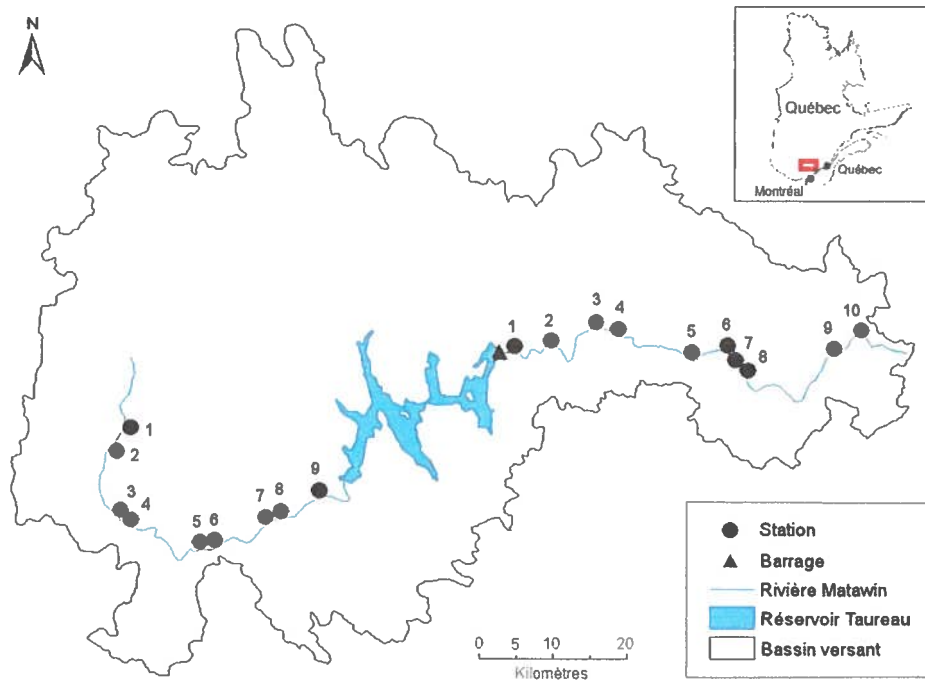 N
Québec
Québec
Montréal
1
2
3
4
5
6
7
8
9
10
1
2
3
4
5
6
7
8
9
Station
Barrage
Rivière Matawin
Réservoir Taureau
Bassin versant
0 5 10 20
Kilomètres